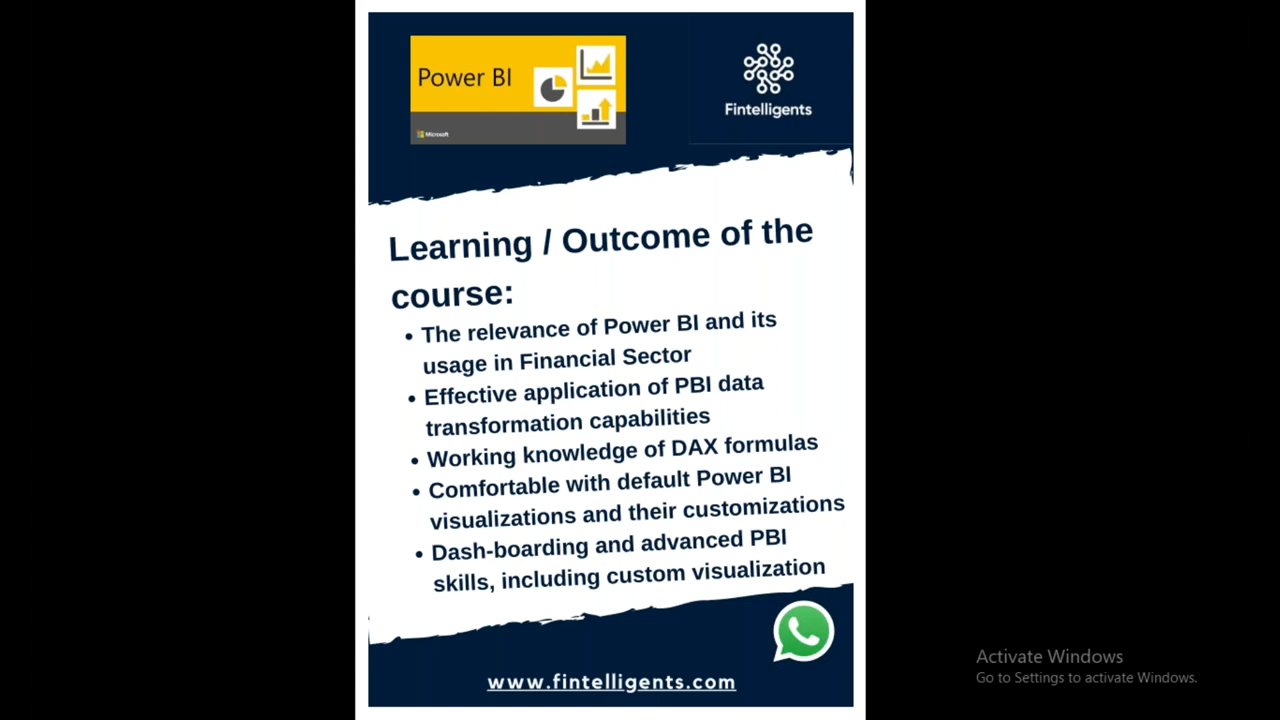 Power BI
Microsoft
Fintelligents
Learning / Outcome of the
course:
• The relevance of Power BI and its
usage in Financial Sector
• Effective application of PBI data
transformation capabilities
• Working knowledge of DAX formulas
• Comfortable with default Power BI
visualizations and their customizations
• Dash-boarding and advanced PBI
skills, including custom visualization
www.fintelligents.com
Activate Windows
Go to Settings to activate Windows.